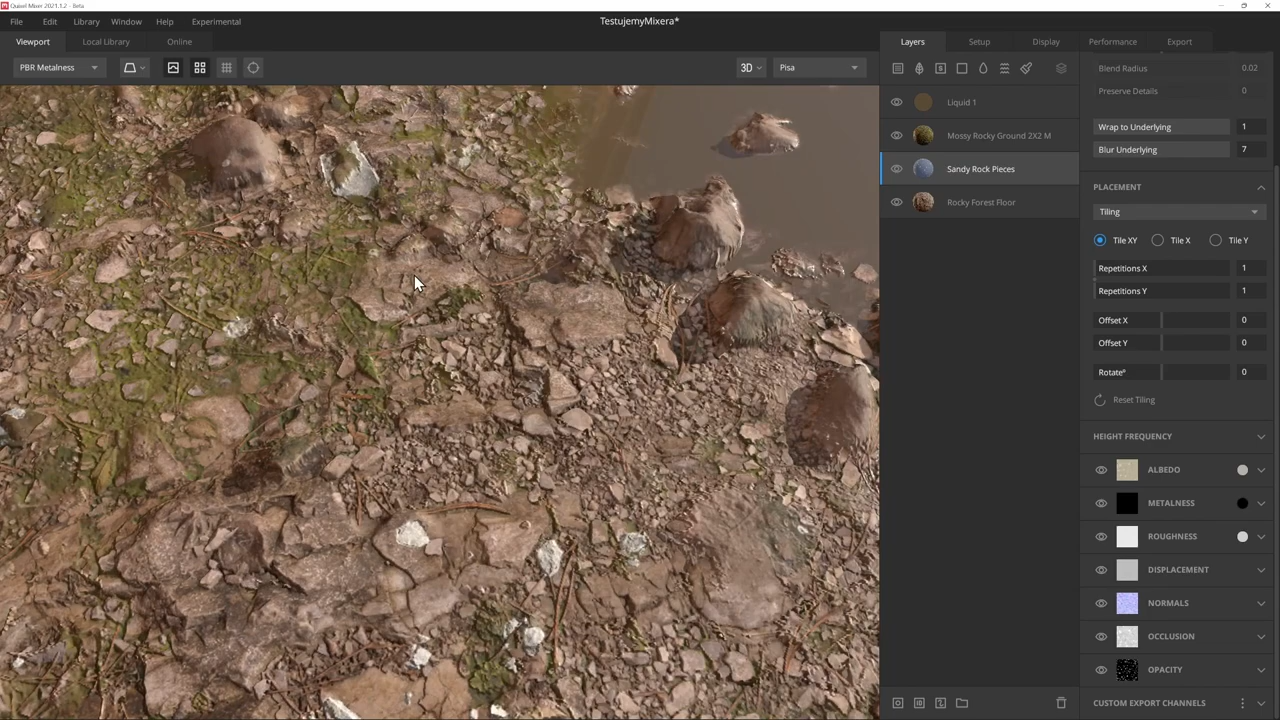 Quixel Mixer 2021.1.2 - Beta
File Edit Library Window Help Experimental
TestujemyMixera*
Viewport Local Library Online
Layers Setup Display Performance Export
PBR Metalness
3D Pisa
Blend Radius 0.02
Preserve Details 0
Liquid 1
Wrap to Underlying 1
Mossy Rocky Ground 2X2 M
Blur Underlying 7
Sandy Rock Pieces
PLACEMENT
Rocky Forest Floor
Tiling
Tile XY Tile X Tile Y
Repetitions X 1
Repetitions Y 1
Offset X 0
Offset Y 0
Rotate° 0
Reset Tiling
HEIGHT FREQUENCY
ALBEDO
METALNESS
ROUGHNESS
DISPLACEMENT
NORMALS
OCCLUSION
OPACITY
CUSTOM EXPORT CHANNELS